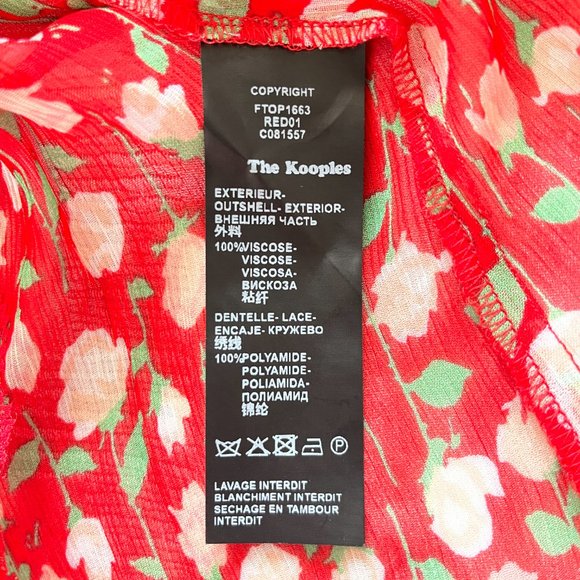 COPYRIGHT
FTOP1663
RED01
C081557
The Kooples
EXTERIEUR-
OUTSHELL- EXTERIOR-
ВНЕШНЯЯ ЧАСТЬ
外料
100%VISCOSE-
VISCOSE-
VISCOSA-
ВИСКОЗА
粘纤
DENTELLE- LACE-
ENCAJE- КРУЖЕВО
绣线
100%POLYAMIDE-
POLYAMIDE-
POLIAMIDA-
ПОЛИАМИД
锦纶
P
LAVAGE INTERDIT
BLANCHIMENT INTERDIT
SECHAGE EN TAMBOUR
INTERDIT